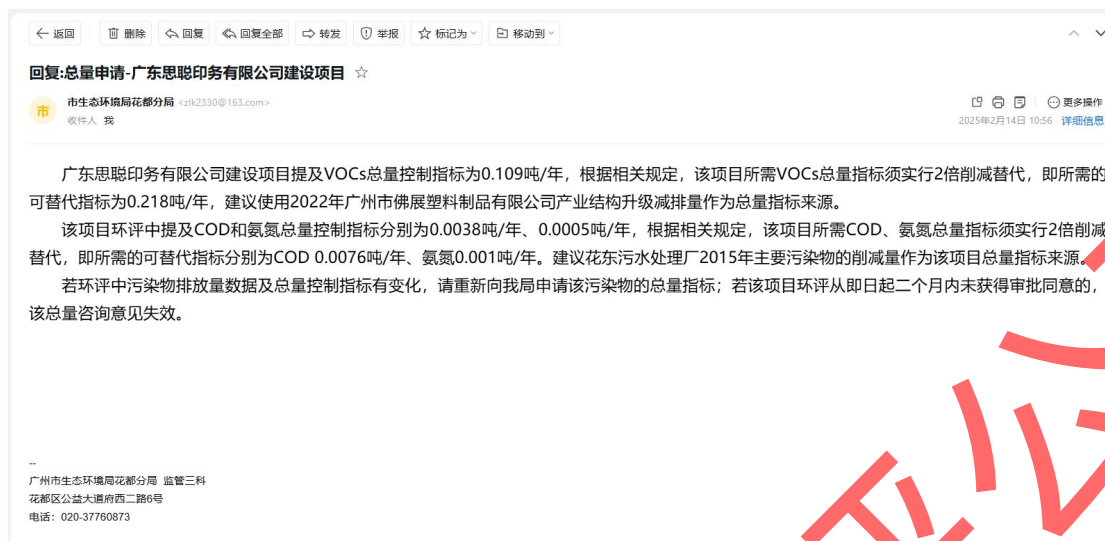 返回 删除 回复 回复全部 转发 举报 标记为 移动到
回复:总量申请-广东思聪印务有限公司建设项目
市
市生态环境局花都分局 <zlk2330@163.com>
更多操作
收件人 我
2025年2月14日 10:56 详细信息
广东思聪印务有限公司建设项目提及VOCs总量控制指标为0.109吨/年，根据相关规定，该项目所需VOCs总量指标须实行2倍削减替代，即所需的
可替代指标为0.218吨/年，建议使用2022年广州市佛展塑料制品有限公司产业结构升级减排量作为总量指标来源。
该项目环评中提及COD和氨氮总量控制指标分别为0.0038吨/年、0.0005吨/年，根据相关规定，该项目所需COD、氨氮总量指标须实行2倍削减
替代，即所需的可替代指标分别为COD 0.0076吨/年、氨氮0.001吨/年。建议花东污水处理厂2015年主要污染物的削减量作为该项目总量指标来源。
若环评中污染物排放量数据及总量控制指标有变化，请重新向我局申请该污染物的总量指标；若该项目环评从即日起二个月内未获得审批同意的，
该总量咨询意见失效。
--
广州市生态环境局花都分局 监管三科
花都区公益大道府西二路6号
电话：020-37760873